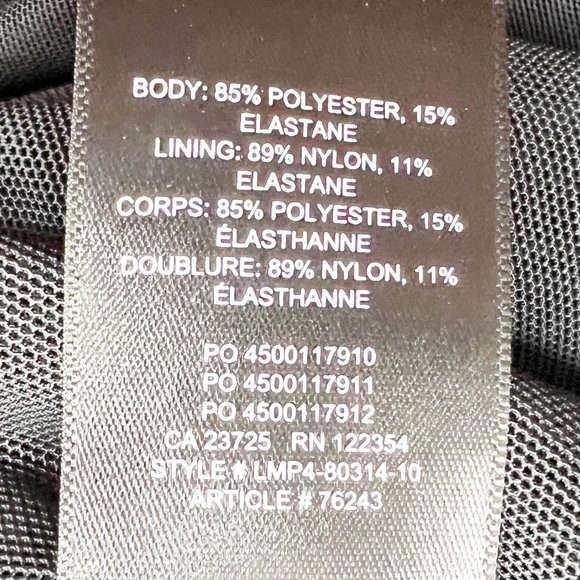 BODY: 85% POLYESTER, 15%
ELASTANE
LINING: 89% NYLON, 11%
ELASTANE
CORPS: 85% POLYESTER, 15%
ÉLASTHANNE
DOUBLURE: 89% NYLON, 11%
ÉLASTHANNE
PO 4500117910
PO 4500117911
PO 4500117912
CA 23725 RN 122354
STYLE # LMP4-80314-10
ARTICLE # 76243